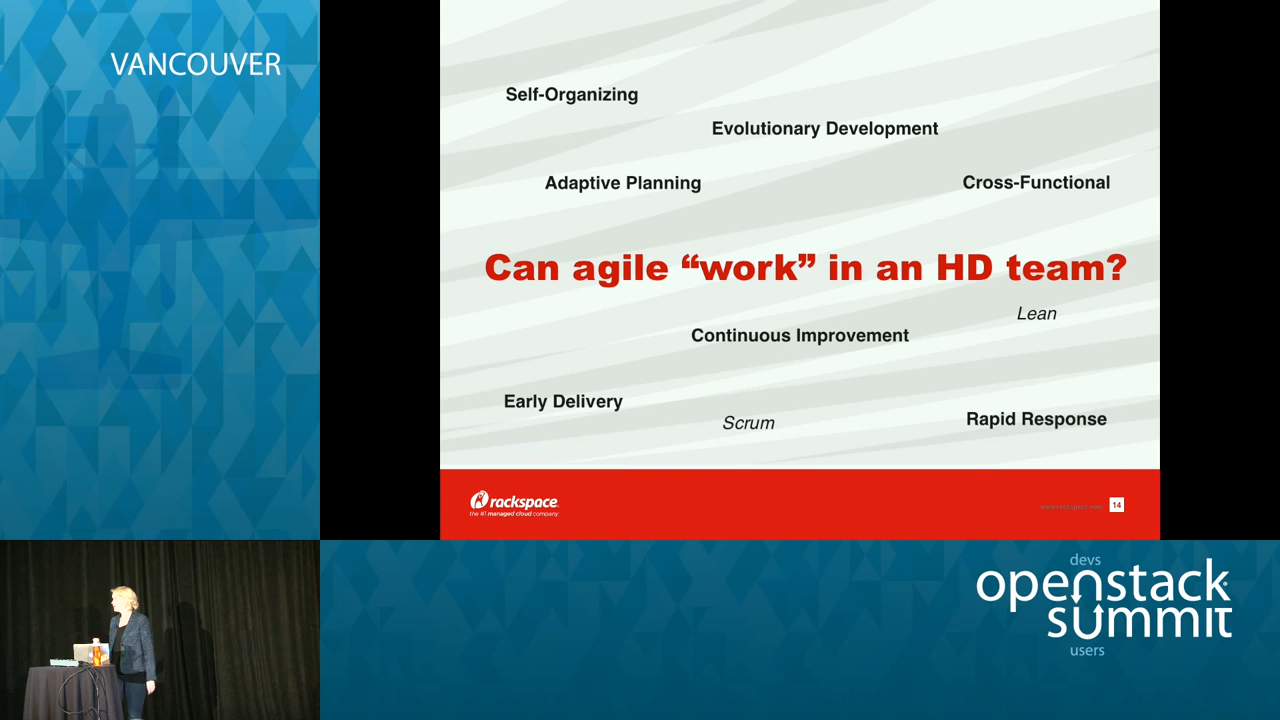 VANCOUVER
Self-Organizing
Evolutionary Development
Adaptive Planning
Cross-Functional
Can agile “work” in an HD team?
Lean
Continuous Improvement
Early Delivery
Scrum
Rapid Response
rackspace
the #1 managed cloud company
14
devs
openstack
summit
users